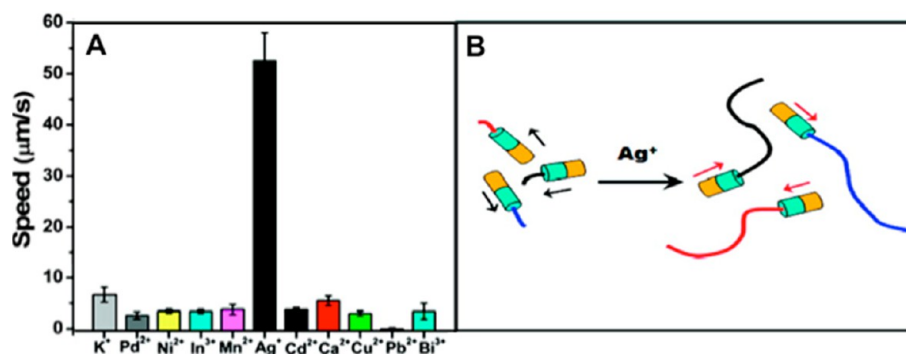 A
B
Speed (μm/s)
60
50
40
30
20
10
0
K⁺ Pd²⁺ Ni²⁺ In³⁺ Mn²⁺ Ag⁺ Cd²⁺ Ca²⁺ Cu²⁺ Pb²⁺ Bi³⁺
Ag⁺